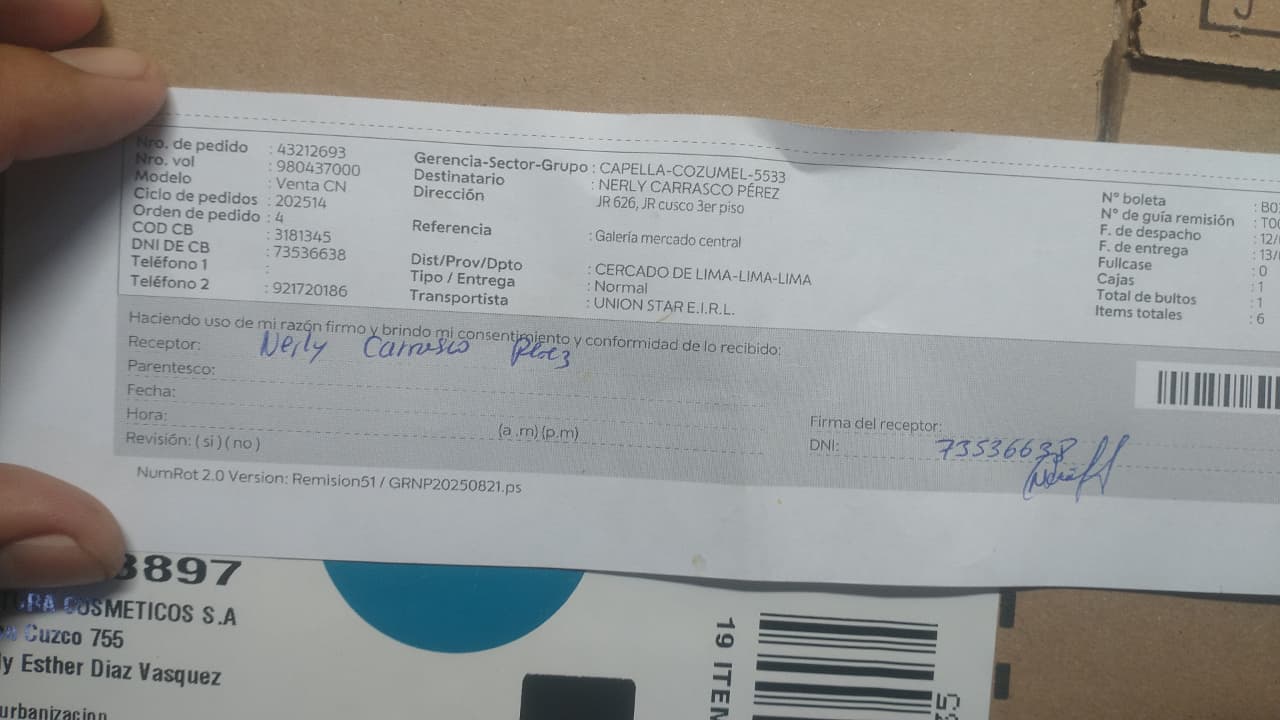 Nro. de pedido : 43212693
Nro. vol : 980437000
Modelo : Venta CN
Ciclo de pedidos : 202514
Orden de pedido : 4
COD CB : 3181345
DNI DE CB : 73536638
Teléfono 1 :
Teléfono 2 : 921720186
Gerencia-Sector-Grupo : CAPELLA-COZUMEL-5533
Destinatario : NERLY CARRASCO PÉREZ
Dirección JR 626, JR cusco 3er piso
Referencia : Galería mercado central
Dist/Prov/Dpto : CERCADO DE LIMA-LIMA-LIMA
Tipo / Entrega : Normal
Transportista : UNION STAR E.I.R.L.
N° boleta
N° de guía remisión
F. de despacho : 12/
F. de entrega : 13/
Fullcase : 0
Cajas : 1
Total de bultos : 1
Items totales : 6
Haciendo uso de mi razón firmo y brindo mi consentimiento y conformidad de lo recibido:
Receptor: Nerly Carrasco Pérez
Parentesco:
Fecha:
Hora: (a .m) (p.m)
Revisión: ( si ) ( no )
Firma del receptor:
DNI: 73536638
NumRot 2.0 Version: Remision51 / GRNP20250821.ps
3897
COSMETICOS S.A
Cuzco 755
Esther Diaz Vasquez
urbanizacion
19 ITEM